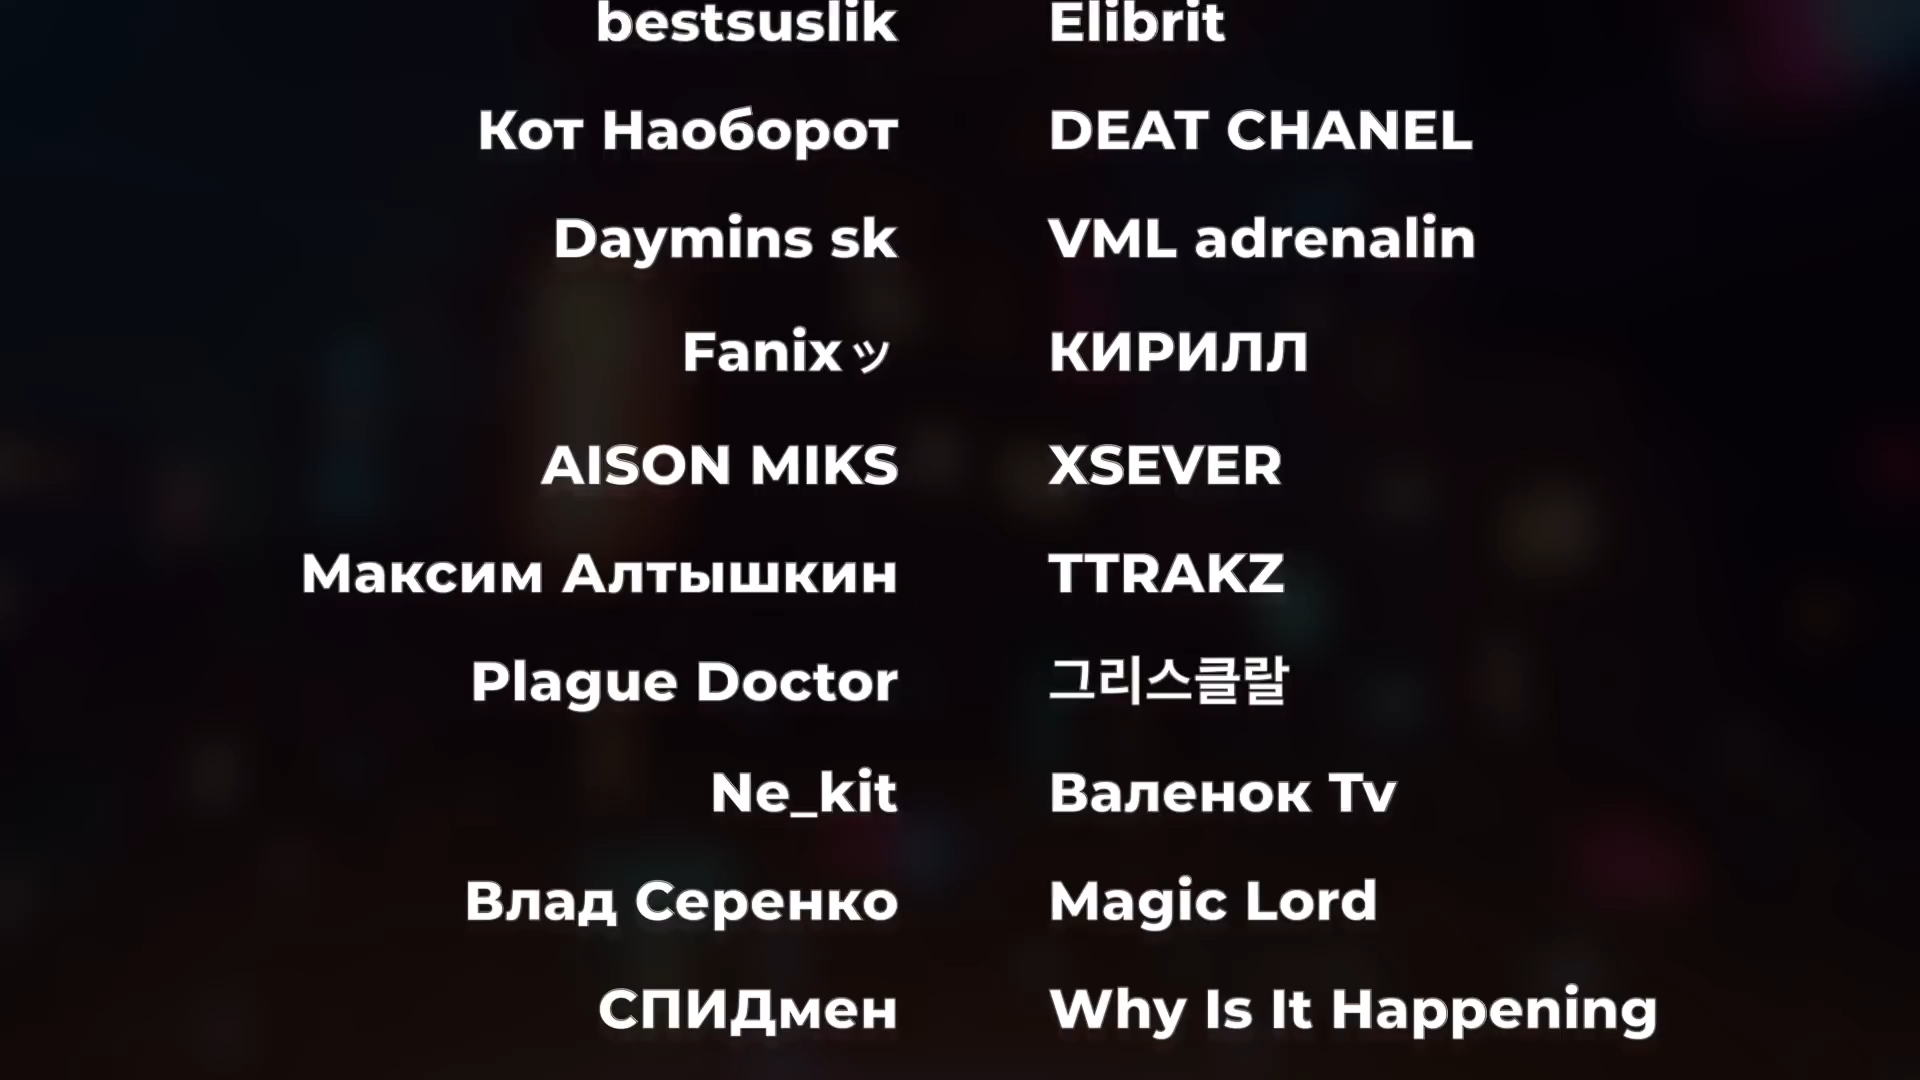 bestsuslik Elibrit
Кот Наоборот DEAT CHANEL
Daymins sk VML adrenalin
Fanixッ КИРИЛЛ
AISON MIKS XSEVER
Максим Алтышкин TTRAKZ
Plague Doctor 그리스클랄
Ne_kit Валенок Tv
Влад Серенко Magic Lord
СПИДмен Why Is It Happening